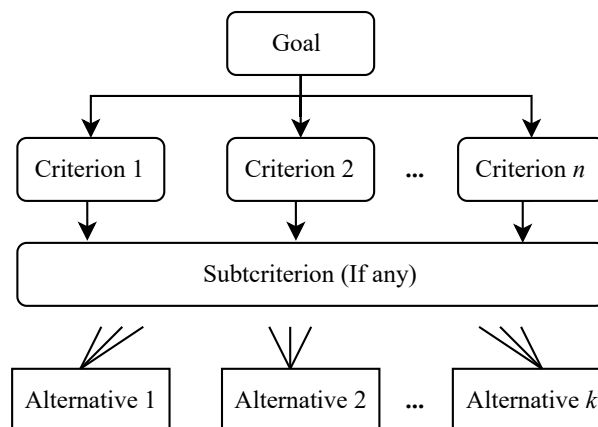 Goal
Criterion 1
Criterion 2
...
Criterion n
Subtcriterion (If any)
Alternative 1
Alternative 2
...
Alternative k